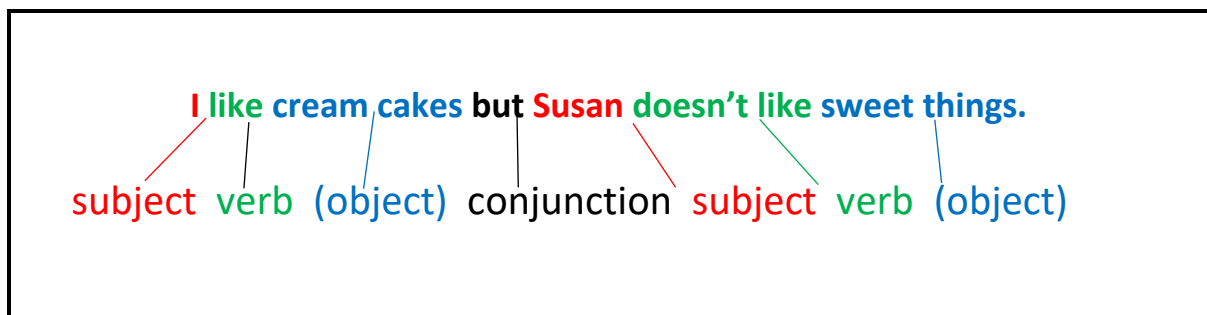 I like cream cakes but Susan doesn’t like sweet things.
subject verb (object) conjunction subject verb (object)